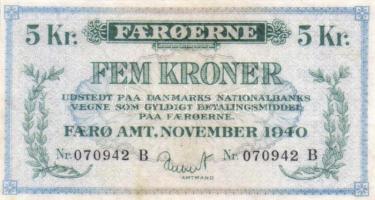 5 Kr. FÆRØERNE 5 Kr.
FEM KRONER
UDSTEDT PAA DANMARKS NATIONALBANKS
VEGNE SOM GYLDIGT BETALINGSMIDDEL
PAA FÆRØERNE.
FÆRØ AMT, NOVEMBER 1940
Nr. 070942 B Nr. 070942 B
AMTMAND